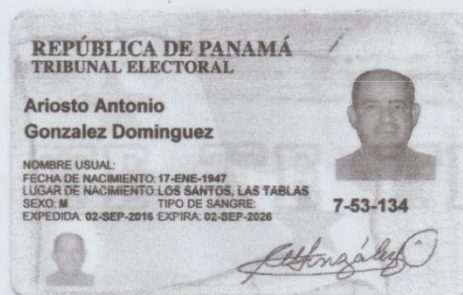 REPÚBLICA DE PANAMÁ
TRIBUNAL ELECTORAL
Ariosto Antonio
Gonzalez Dominguez
NOMBRE USUAL:
FECHA DE NACIMIENTO: 17-ENE-1947
LUGAR DE NACIMIENTO: LOS SANTOS, LAS TABLAS
SEXO: M TIPO DE SANGRE:
EXPEDIDA: 02-SEP-2016 EXPIRA: 02-SEP-2026
7-53-134